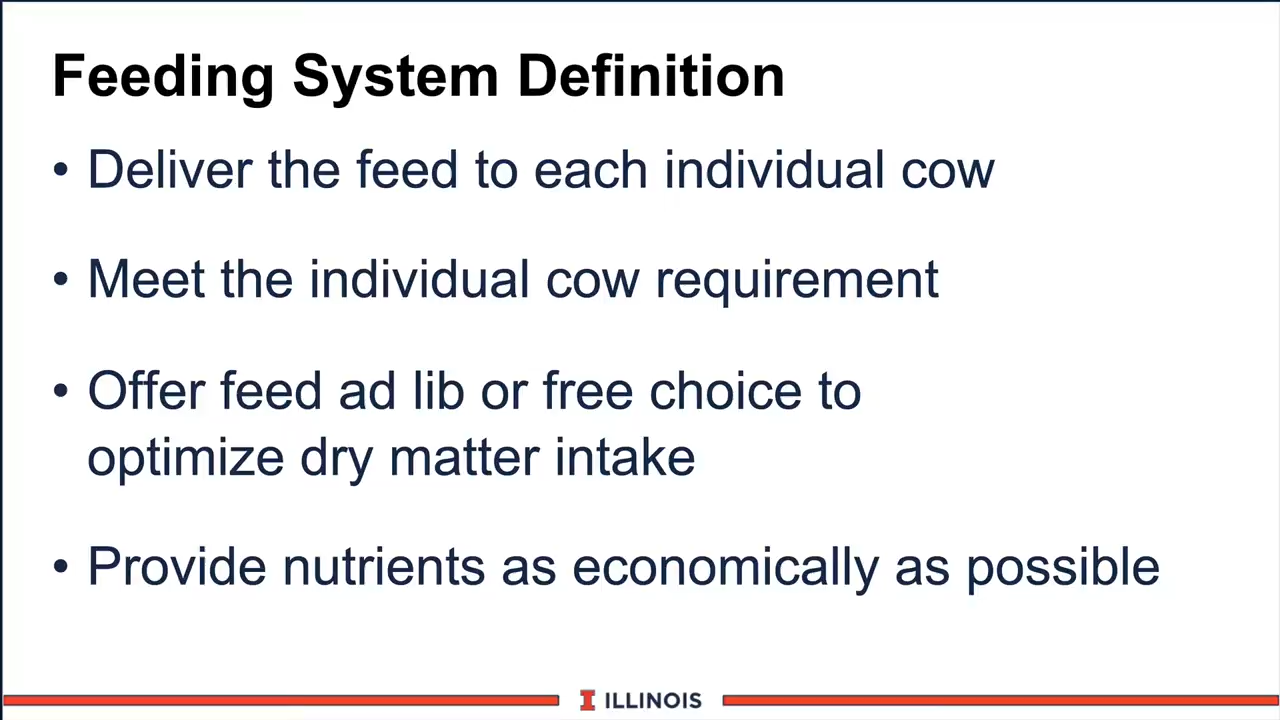 Feeding System Definition
• Deliver the feed to each individual cow
• Meet the individual cow requirement
• Offer feed ad lib or free choice to
optimize dry matter intake
• Provide nutrients as economically as possible
I ILLINOIS